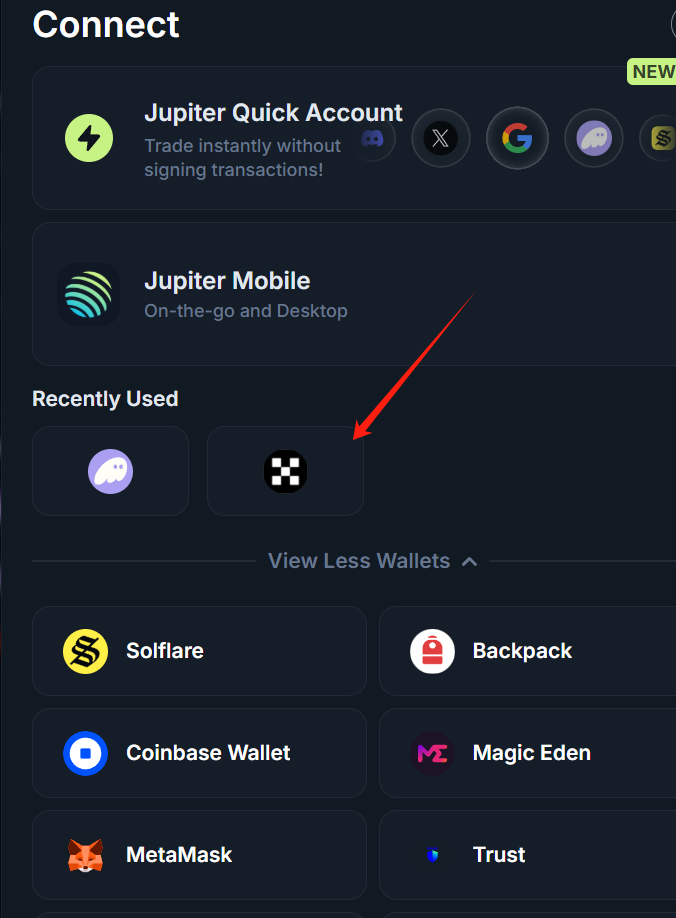 Connect
NEW
Jupiter Quick Account
Trade instantly without
signing transactions!
Jupiter Mobile
On-the-go and Desktop
Recently Used
View Less Wallets
Solflare
Backpack
Coinbase Wallet
Magic Eden
MetaMask
Trust